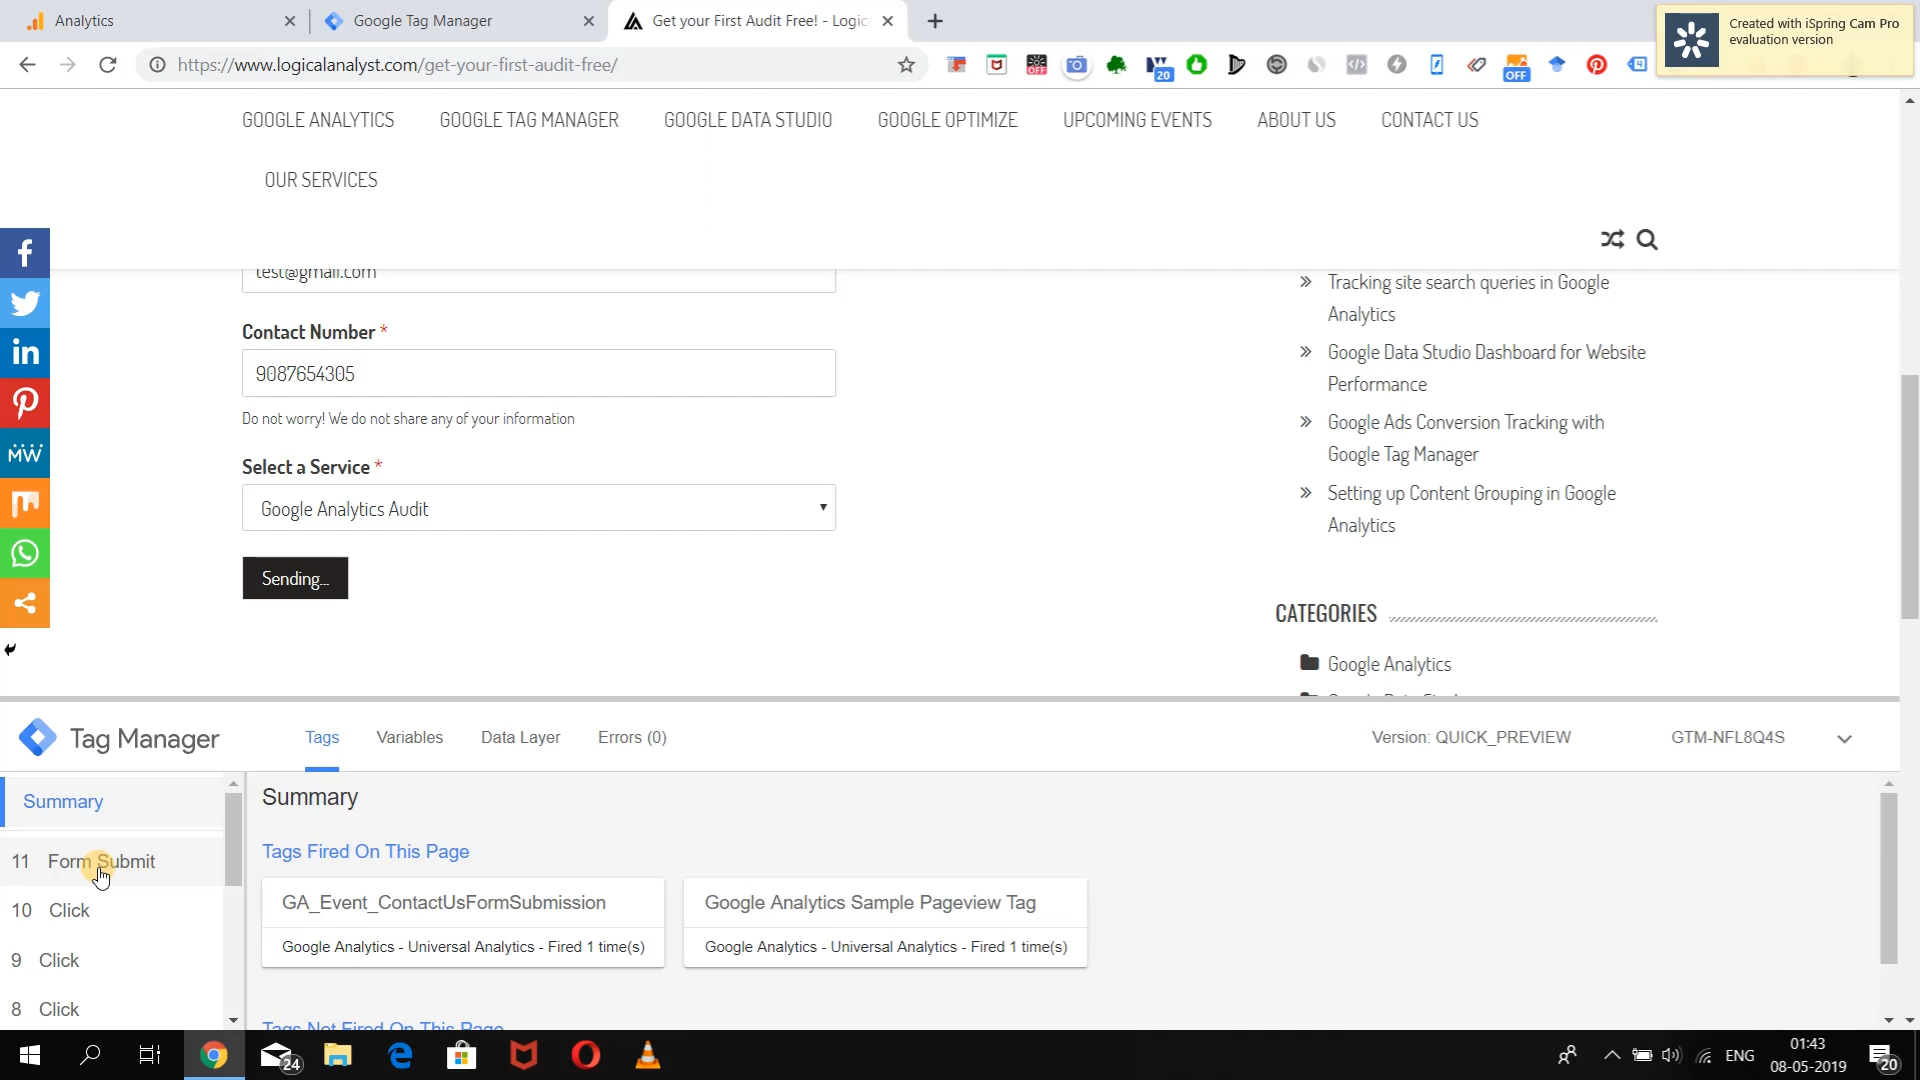 Analytics
Google Tag Manager
Get your First Audit Free! - Logic
Created with iSpring Cam Pro
evaluation version
https://www.logicalanalyst.com/get-your-first-audit-free/
OFF
20
OFF
4
GOOGLE ANALYTICS
GOOGLE TAG MANAGER
GOOGLE DATA STUDIO
GOOGLE OPTIMIZE
UPCOMING EVENTS
ABOUT US
CONTACT US
OUR SERVICES
test@gmail.com
Contact Number *
9087654305
Do not worry! We do not share any of your information
Select a Service *
Google Analytics Audit
Sending...
MW
Tracking site search queries in Google
Analytics
Google Data Studio Dashboard for Website
Performance
Google Ads Conversion Tracking with
Google Tag Manager
Setting up Content Grouping in Google
Analytics
CATEGORIES
Google Analytics
Tag Manager
Tags
Variables
Data Layer
Errors (0)
Version: QUICK_PREVIEW
GTM-NFL8Q4S
Summary
11 Form Submit
10 Click
9 Click
8 Click
Summary
Tags Fired On This Page
GA_Event_ContactUsFormSubmission
Google Analytics - Universal Analytics - Fired 1 time(s)
Google Analytics Sample Pageview Tag
Google Analytics - Universal Analytics - Fired 1 time(s)
Tags Not Fired On This Page
24
ENG
01:43
08-05-2019
20